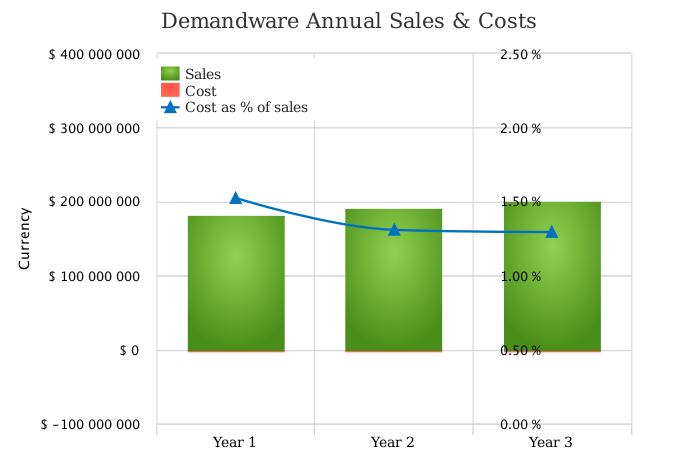 Demandware Annual Sales & Costs
$ 400 000 000
2.50 %
Sales
Cost
Cost as % of sales
$ 300 000 000
2.00 %
$ 200 000 000
1.50 %
Currency
$ 100 000 000
1.00 %
$ 0
0.50 %
$ −100 000 000
0.00 %
Year 1
Year 2
Year 3